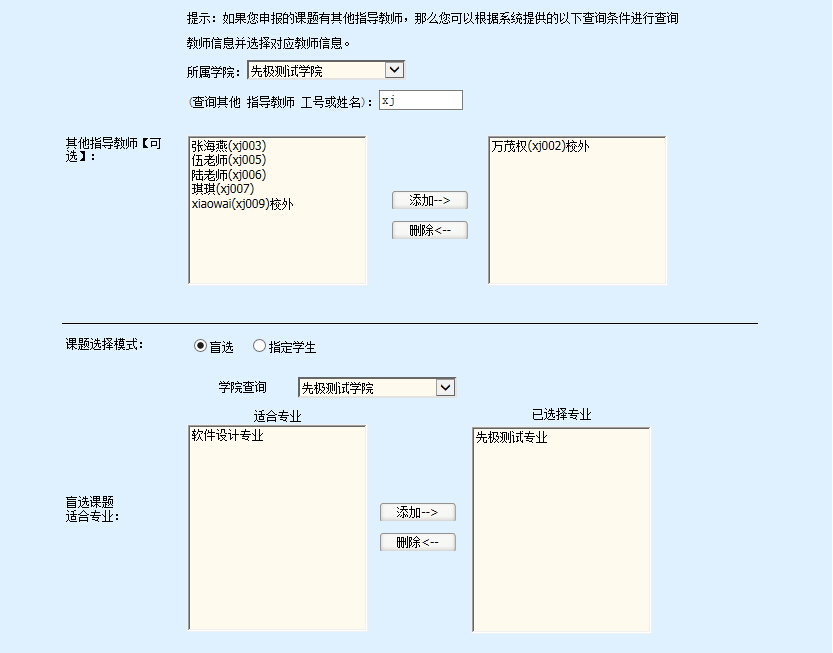 提示：如果您申报的课题有其他指导教师，那么您可以根据系统提供的以下查询条件进行查询
教师信息并选择对应教师信息。
所属学院： 先极测试学院
(查询其他 指导教师 工号或姓名)： xj
其他指导教师【可
选】：
张海燕(xj003)
伍老师(xj005)
陆老师(xj006)
琪琪(xj007)
xiaowai(xj009)校外
添加-->
删除<--
万茂权(xj002)校外
课题选择模式： 盲选 指定学生
学院查询 先极测试学院
适合专业 已选择专业
软件设计专业 先极测试专业
盲选课题
适合专业：
添加-->
删除<--